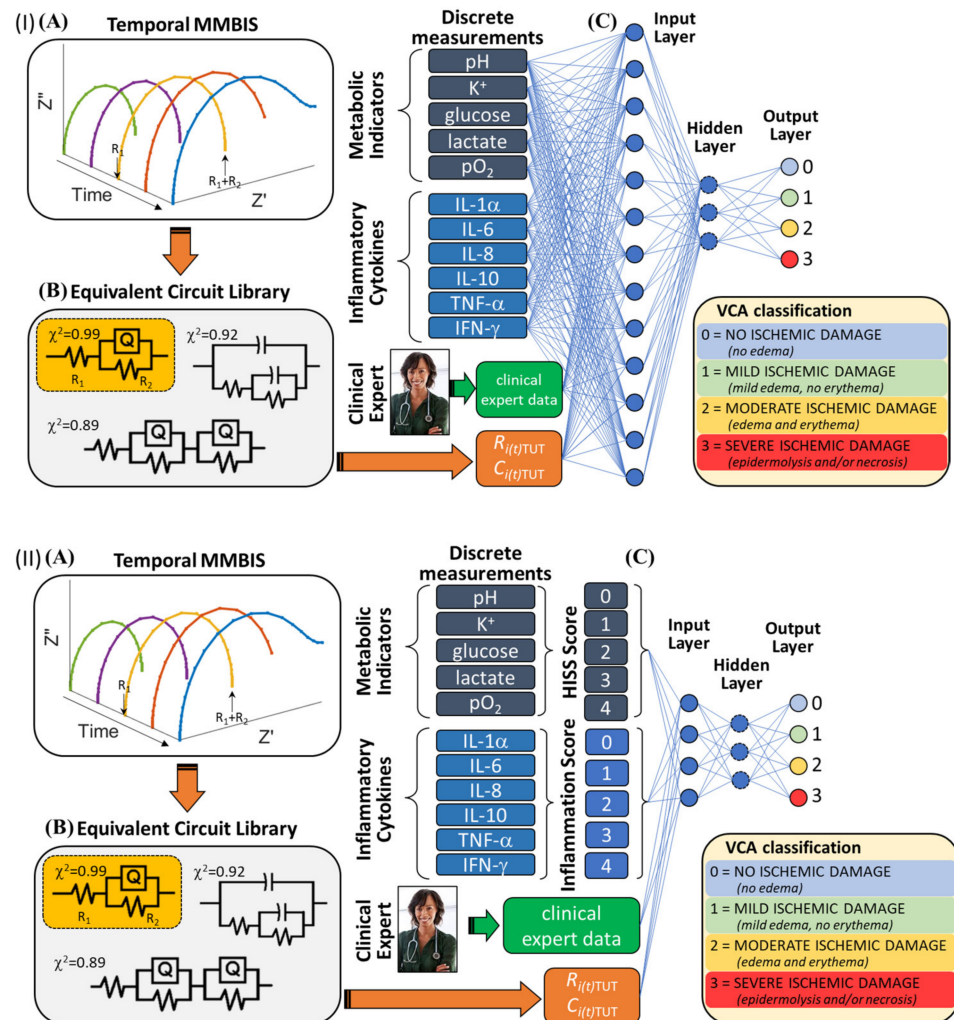 (I) (A)
Temporal MMBIS
Z"
R₁
R₁+R₂
Time
Z'
(B) Equivalent Circuit Library
χ²=0.99
Q
R₁
R₂
χ²=0.92
χ²=0.89
Q
Q
Discrete
measurements
Metabolic
Indicators
pH
K⁺
glucose
lactate
pO₂
Inflammatory
Cytokines
IL-1α
IL-6
IL-8
IL-10
TNF-α
IFN-γ
Clinical
Expert
clinical
expert data
R i(t)TUT
C i(t)TUT
(C)
Input
Layer
Hidden
Layer
Output
Layer
0
1
2
3
VCA classification
0 = NO ISCHEMIC DAMAGE
(no edema)
1 = MILD ISCHEMIC DAMAGE
(mild edema, no erythema)
2 = MODERATE ISCHEMIC DAMAGE
(edema and erythema)
3 = SEVERE ISCHEMIC DAMAGE
(epidermolysis and/or necrosis)
(II) (A)
Temporal MMBIS
Z"
R₁
R₁+R₂
Time
Z'
(B) Equivalent Circuit Library
χ²=0.99
Q
R₁
R₂
χ²=0.92
χ²=0.89
Q
Q
Discrete
measurements
Metabolic
Indicators
pH
K⁺
glucose
lactate
pO₂
Inflammatory
Cytokines
IL-1α
IL-6
IL-8
IL-10
TNF-α
IFN-γ
HISS Score
0
1
2
3
4
Inflammation Score
0
1
2
3
4
Clinical
Expert
clinical
expert data
R i(t)TUT
C i(t)TUT
(C)
Input
Layer
Hidden
Layer
Output
Layer
0
1
2
3
VCA classification
0 = NO ISCHEMIC DAMAGE
(no edema)
1 = MILD ISCHEMIC DAMAGE
(mild edema, no erythema)
2 = MODERATE ISCHEMIC DAMAGE
(edema and erythema)
3 = SEVERE ISCHEMIC DAMAGE
(epidermolysis and/or necrosis)